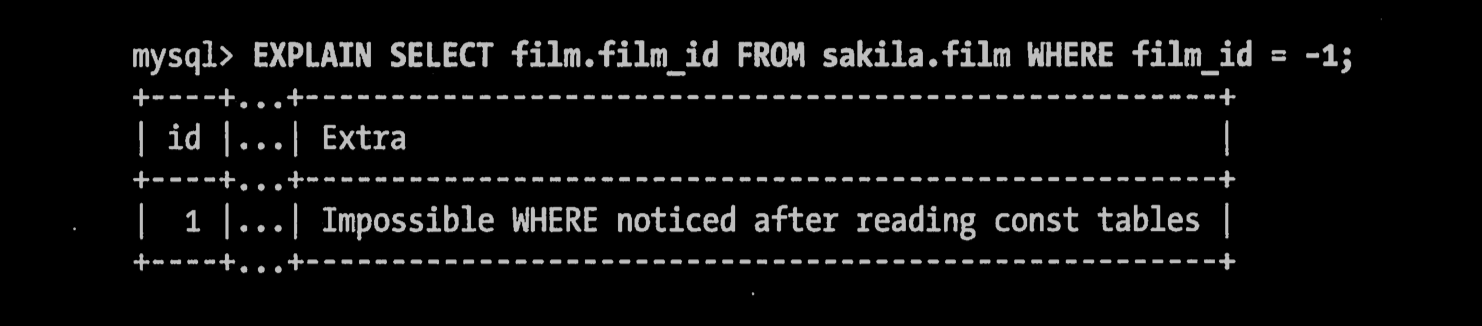 mysql> EXPLAIN SELECT film.film_id FROM sakila.film WHERE film_id = -1;
+----+...+-----------------------------------------------------+
| id |...| Extra                                               |
+----+...+-----------------------------------------------------+
|  1 |...| Impossible WHERE noticed after reading const tables |
+----+...+-----------------------------------------------------+